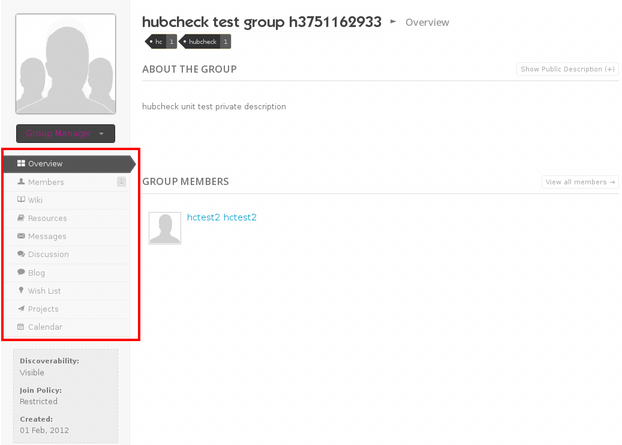 hubcheck test group h3751162933 ► Overview
hc 1 hubcheck 1
ABOUT THE GROUP
Show Public Description (+)
hubcheck unit test private description
Group Manager
Overview
Members
Wiki
Resources
Messages
Discussion
Blog
Wish List
Projects
Calendar
GROUP MEMBERS
View all members →
hctest2 hctest2
Discoverability:
Visible
Join Policy:
Restricted
Created:
01 Feb, 2012